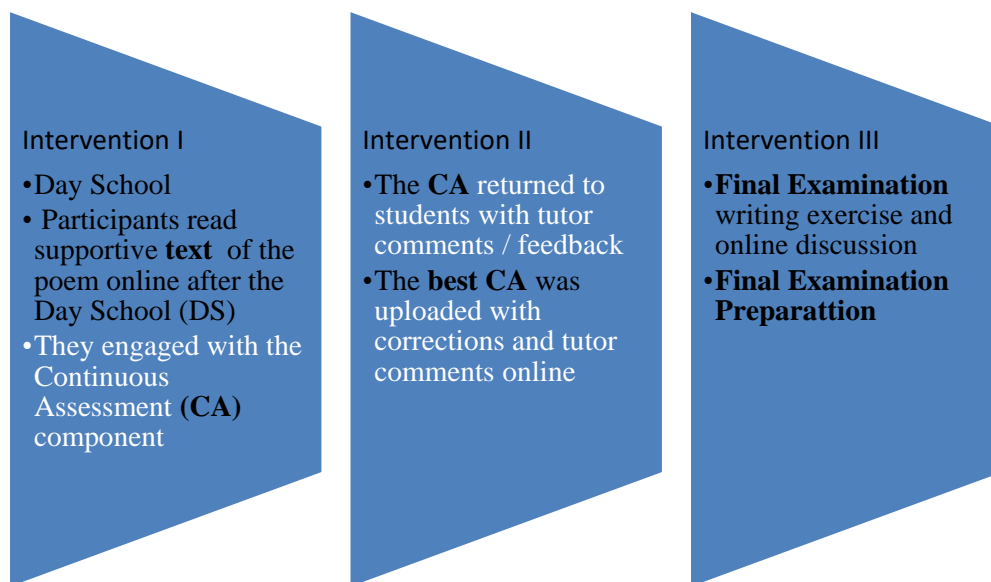 Intervention I
•Day School
• Participants read
supportive text of the
poem online after the
Day School (DS)
•They engaged with the
Continuous
Assessment (CA)
component
Intervention II
•The CA returned to
students with tutor
comments / feedback
•The best CA was
uploaded with
corrections and tutor
comments online
Intervention III
•Final Examination
writing exercise and
online discussion
•Final Examination
Preparattion